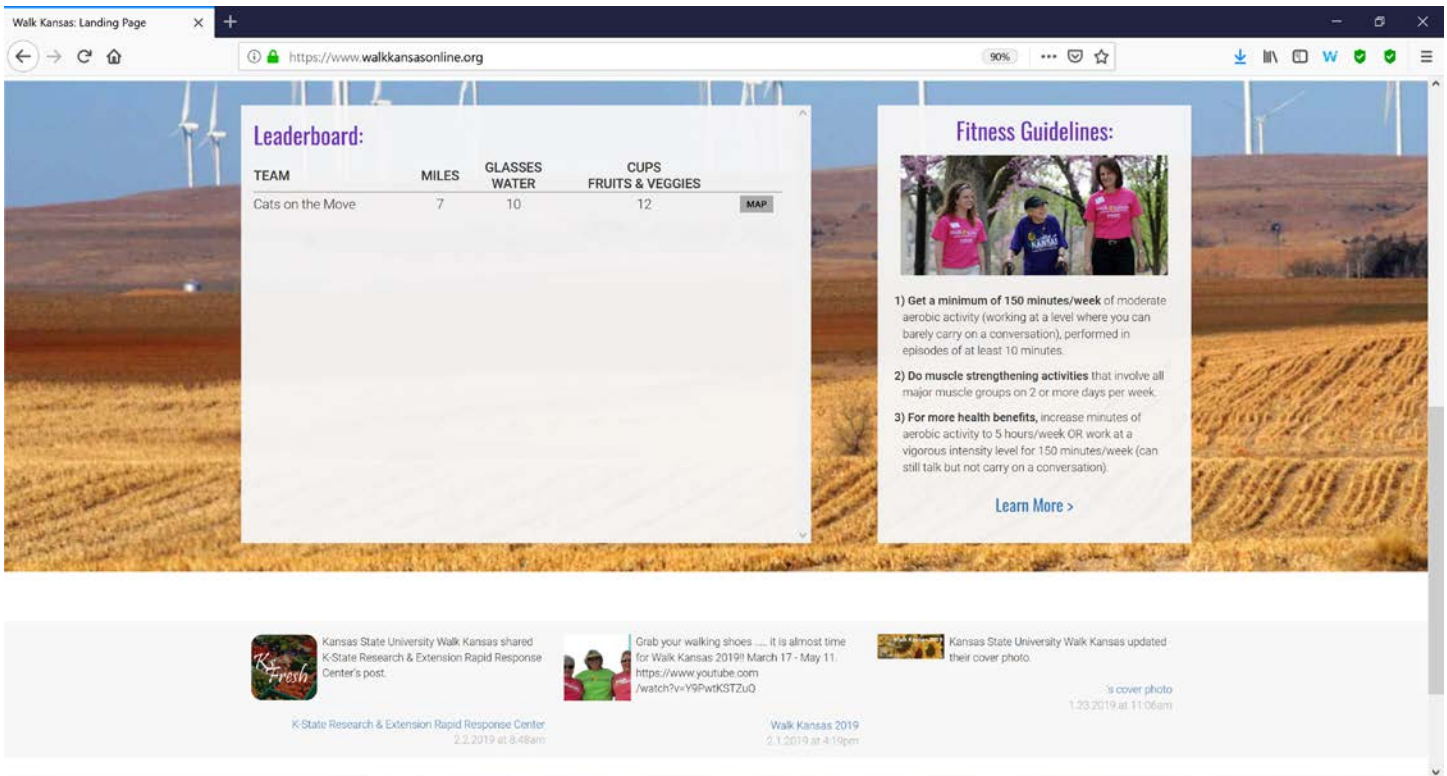 Walk Kansas: Landing Page
https://www.walkkansasonline.org
90%
Leaderboard:
TEAM MILES GLASSES WATER CUPS FRUITS & VEGGIES
Cats on the Move 7 10 12 MAP
Fitness Guidelines:
1) Get a minimum of 150 minutes/week of moderate
aerobic activity (working at a level where you can
barely carry on a conversation), performed in
episodes of at least 10 minutes.
2) Do muscle strengthening activities that involve all
major muscle groups on 2 or more days per week.
3) For more health benefits, increase minutes of
aerobic activity to 5 hours/week OR work at a
vigorous intensity level for 150 minutes/week (can
still talk but not carry on a conversation).
Learn More >
K-Fresh
Kansas State University Walk Kansas shared
K-State Research & Extension Rapid Response
Center's post.
K-State Research & Extension Rapid Response Center
2.2.2019 at 8:48am
Grab your walking shoes ..... it is almost time
for Walk Kansas 2019!! March 17 - May 11.
https://www.youtube.com
/watch?v=Y9PwtKSTZuQ
Walk Kansas 2019
2.1.2019 at 4:19pm
Kansas State University Walk Kansas updated
their cover photo.
's cover photo
1.23.2019 at 11:06am